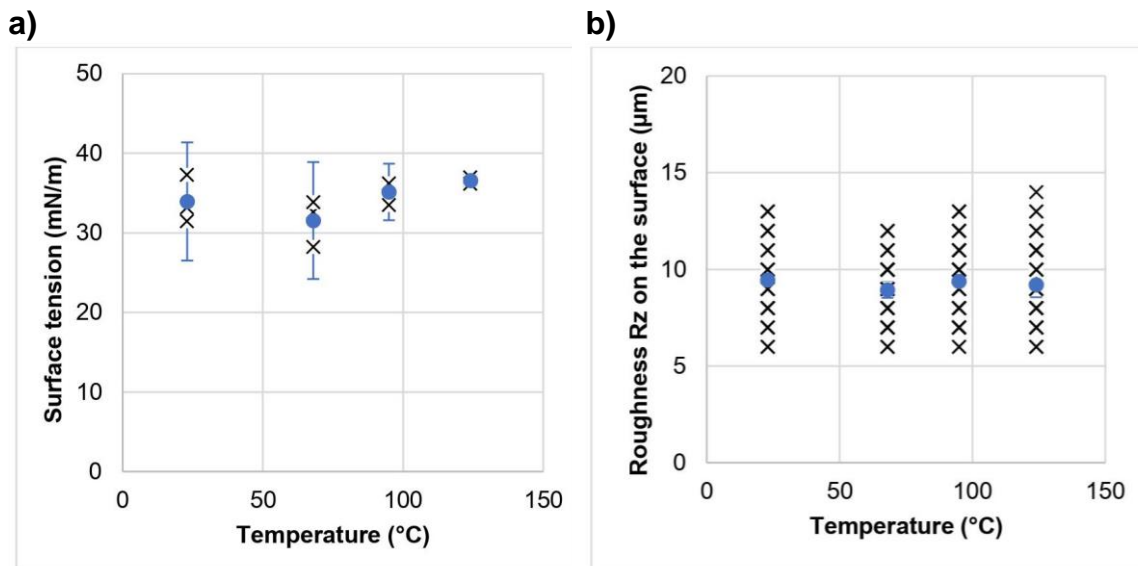 a)
50
40
30
20
10
0
0 50 100 150
Surface tension (mN/m)
Temperature (°C)
b)
20
15
10
5
0
0 50 100 150
Roughness Rz on the surface (µm)
Temperature (°C)